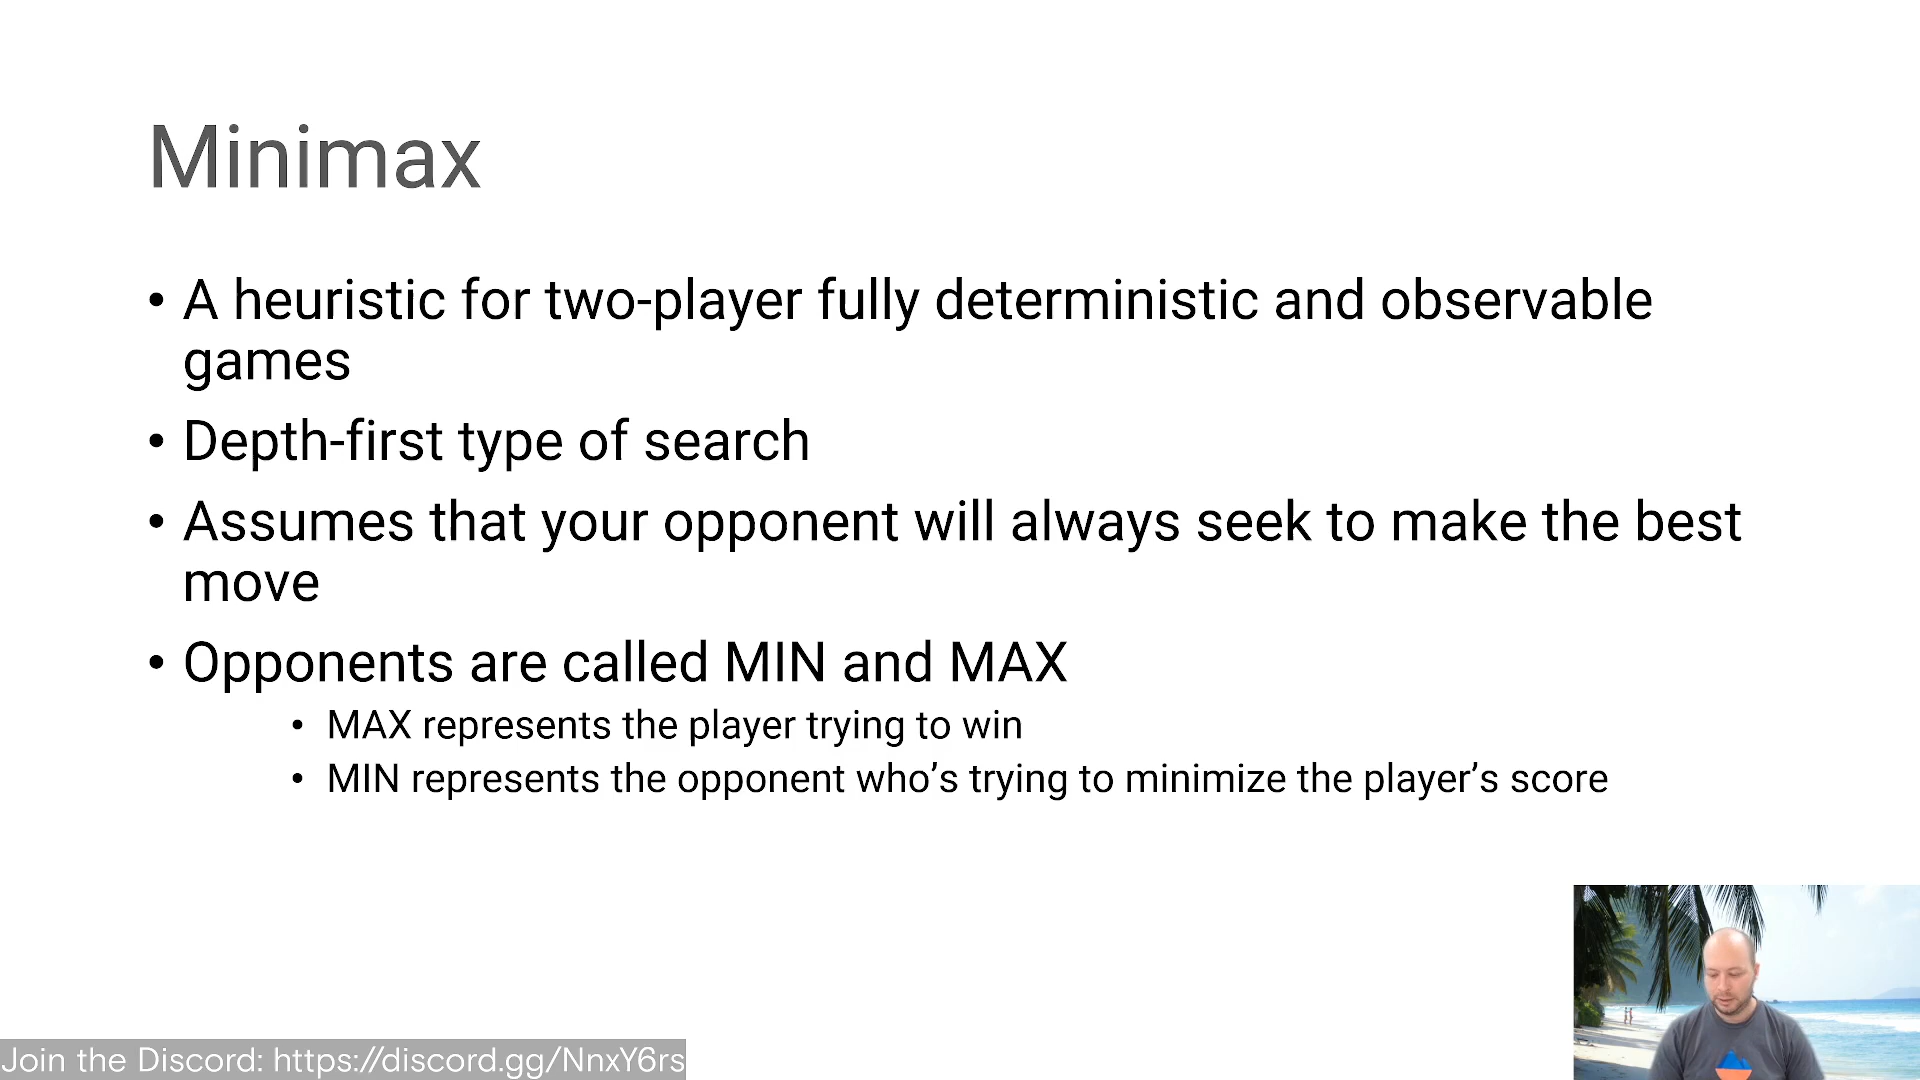 Minimax
• A heuristic for two-player fully deterministic and observable
games
• Depth-first type of search
• Assumes that your opponent will always seek to make the best
move
• Opponents are called MIN and MAX
• MAX represents the player trying to win
• MIN represents the opponent who’s trying to minimize the player’s score
Join the Discord: https://discord.gg/NnxY6rs